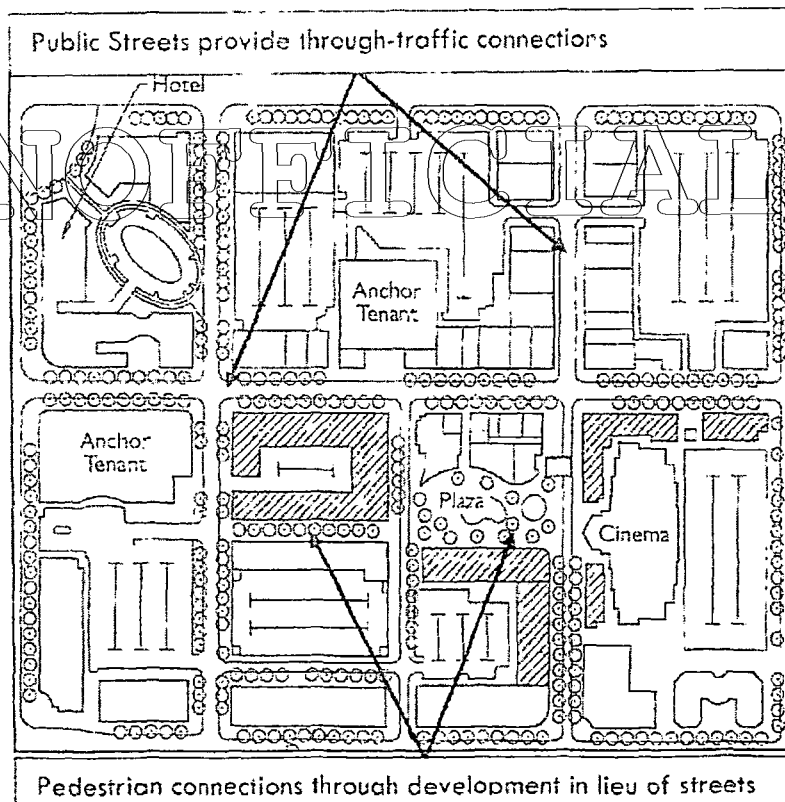 Public Streets provide through-traffic connections
Hotel
Anchor
Tenant
Anchor
Tenant
Plaza
Cinema
Pedestrian connections through development in lieu of streets